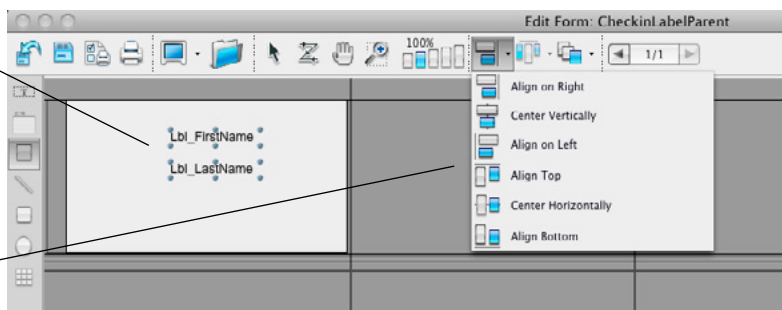 Edit Form: CheckinLabelParent
100%
1/1
Align on Right
Center Vertically
Align on Left
Align Top
Center Horizontally
Align Bottom
Lbl_FirstName
Lbl_LastName